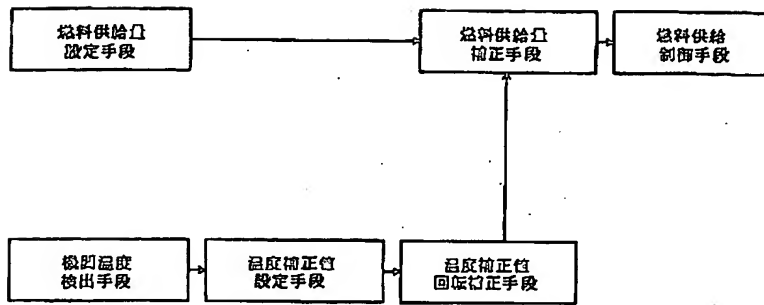 燃料供給量
設定手段
燃料供給量
補正手段
燃料供給
制御手段
機関温度
検出手段
温度補正値
設定手段
温度補正値
回転補正手段